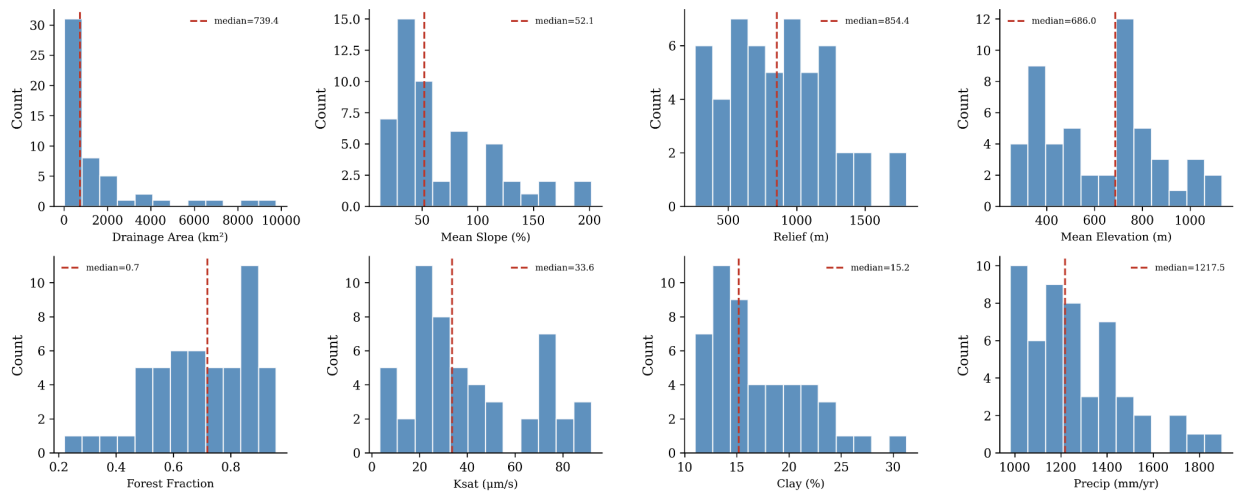 median=739.4
30
25
20
15
10
5
0
Count
0 2000 4000 6000 8000 10000
Drainage Area (km²)
median=52.1
15.0
12.5
10.0
7.5
5.0
2.5
0.0
Count
50 100 150 200
Mean Slope (%)
median=854.4
6
4
2
0
Count
500 1000 1500
Relief (m)
median=686.0
12
10
8
6
4
2
0
Count
400 600 800 1000
Mean Elevation (m)
median=0.7
10
8
6
4
2
0
Count
0.2 0.4 0.6 0.8
Forest Fraction
median=33.6
10
8
6
4
2
0
Count
0 20 40 60 80
Ksat (μm/s)
median=15.2
10
8
6
4
2
0
Count
10 15 20 25 30
Clay (%)
median=1217.5
10
8
6
4
2
0
Count
1000 1200 1400 1600 1800
Precip (mm/yr)